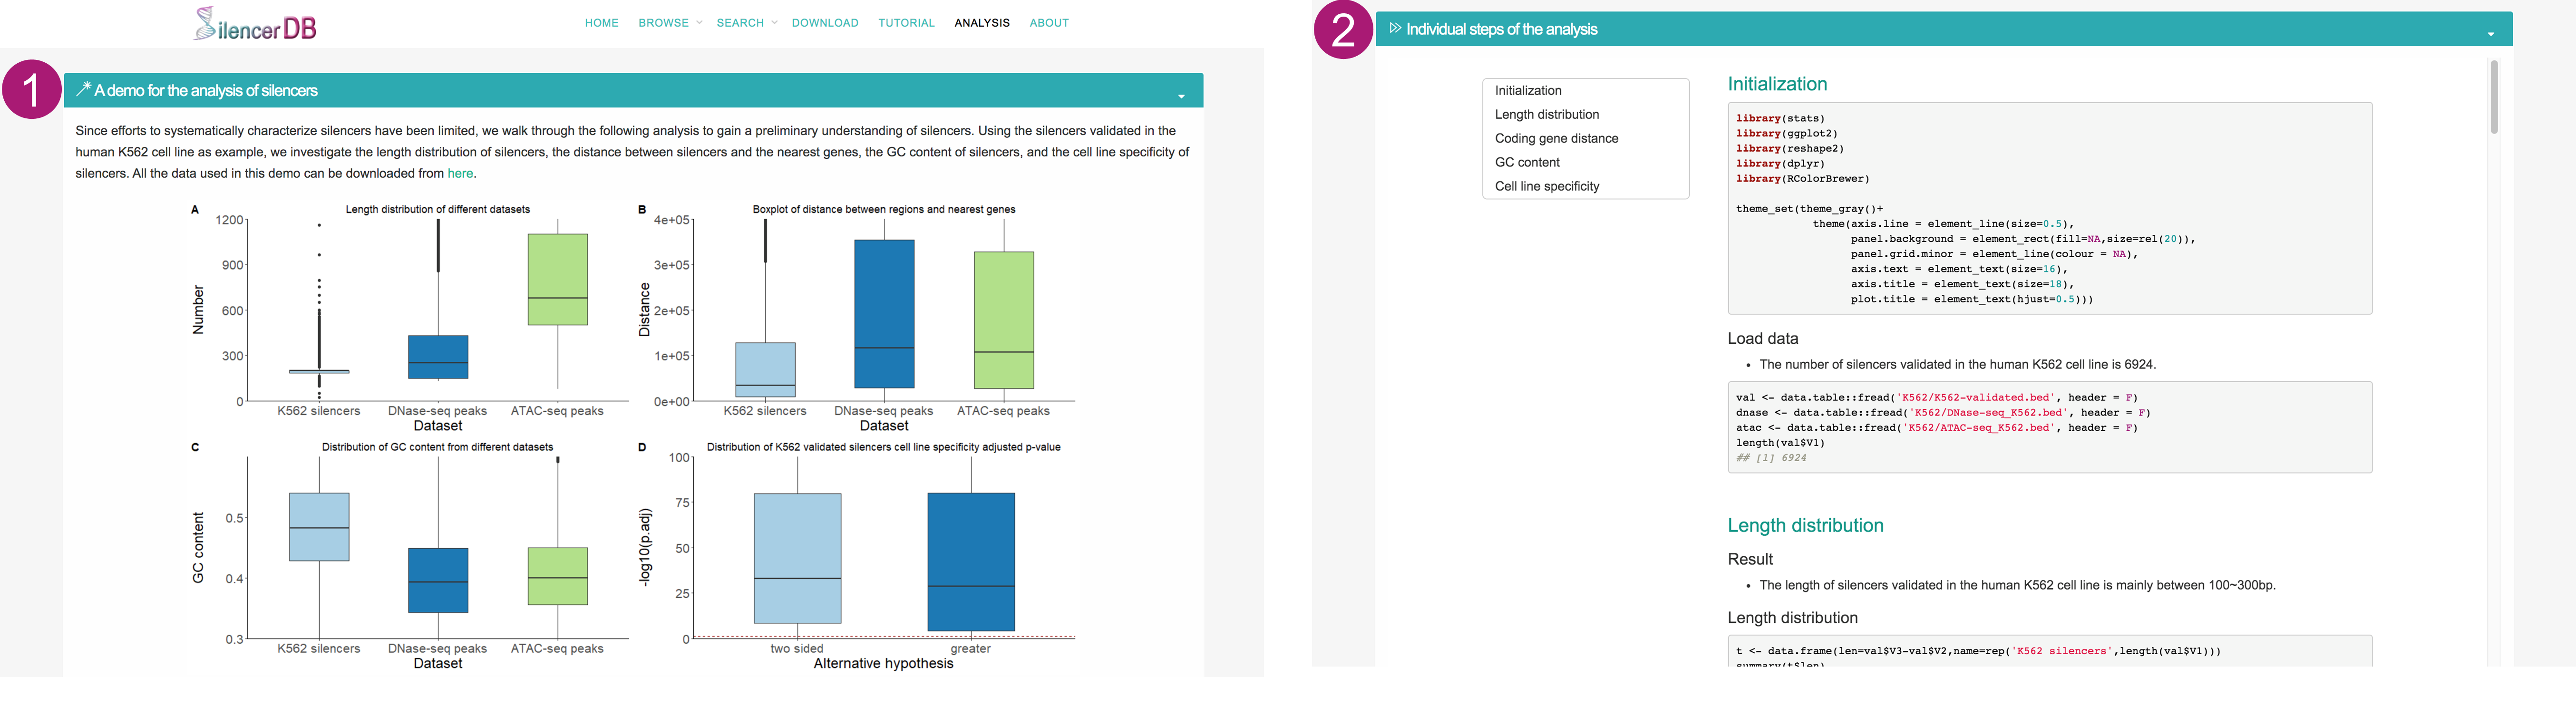 SilencerDB
HOME BROWSE SEARCH DOWNLOAD TUTORIAL ANALYSIS ABOUT
1
A demo for the analysis of silencers
Since efforts to systematically characterize silencers have been limited, we walk through the following analysis to gain a preliminary understanding of silencers. Using the silencers validated in the
human K562 cell line as example, we investigate the length distribution of silencers, the distance between silencers and the nearest genes, the GC content of silencers, and the cell line specificity of
silencers. All the data used in this demo can be downloaded from here.
A
Length distribution of different datasets
1200
900
600
300
0
Number
K562 silencers DNase-seq peaks ATAC-seq peaks
Dataset
B
Boxplot of distance between regions and nearest genes
4e+05
3e+05
2e+05
1e+05
0e+00
Distance
K562 silencers DNase-seq peaks ATAC-seq peaks
Dataset
C
Distribution of GC content from different datasets
0.5
0.4
0.3
GC content
K562 silencers DNase-seq peaks ATAC-seq peaks
Dataset
D
Distribution of K562 validated silencers cell line specificity adjusted p-value
100
75
50
25
0
-log10(p.adj)
two sided greater
Alternative hypothesis
2
Individual steps of the analysis
Initialization
Length distribution
Coding gene distance
GC content
Cell line specificity
Initialization
library(stats)
library(ggplot2)
library(reshape2)
library(dplyr)
library(RColorBrewer)
theme_set(theme_gray()+
theme(axis.line = element_line(size=0.5),
panel.background = element_rect(fill=NA,size=rel(20)),
panel.grid.minor = element_line(colour = NA),
axis.text = element_text(size=16),
axis.title = element_text(size=18),
plot.title = element_text(hjust=0.5)))
Load data
• The number of silencers validated in the human K562 cell line is 6924.
val <- data.table::fread('K562/K562-validated.bed', header = F)
dnase <- data.table::fread('K562/DNase-seq_K562.bed', header = F)
atac <- data.table::fread('K562/ATAC-seq_K562.bed', header = F)
length(val$V1)
## [1] 6924
Length distribution
Result
• The length of silencers validated in the human K562 cell line is mainly between 100~300bp.
Length distribution
t <- data.frame(len=val$V3-val$V2,name=rep('K562 silencers',length(val$V1)))
summary(t$len)